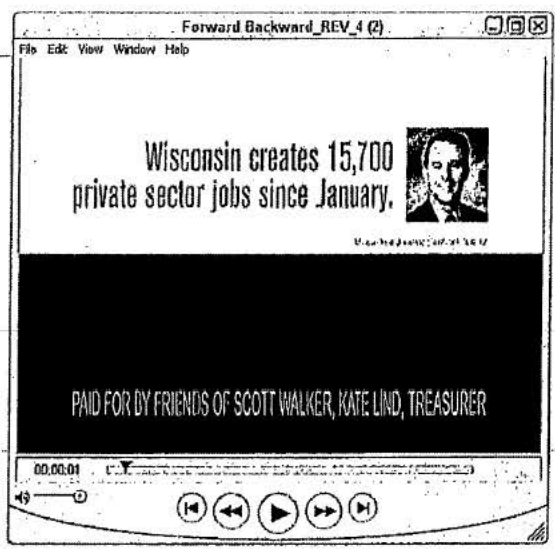 Forward Backward_REV_4 (2)
File Edit View Window Help
Wisconsin creates 15,700
private sector jobs since January.
PAID FOR BY FRIENDS OF SCOTT WALKER, KATE LIND, TREASURER
00:00:01